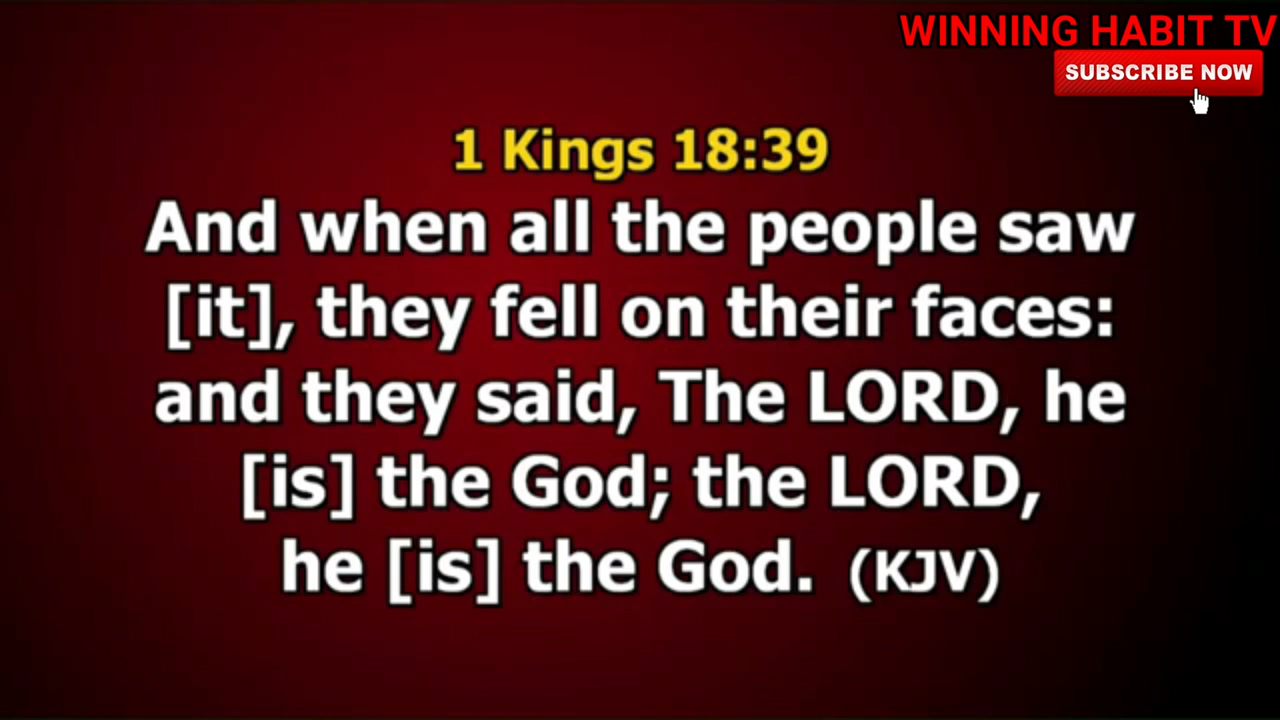 WINNING HABIT TV
SUBSCRIBE NOW
1 Kings 18:39
And when all the people saw
[it], they fell on their faces:
and they said, The LORD, he
[is] the God; the LORD,
he [is] the God. (KJV)